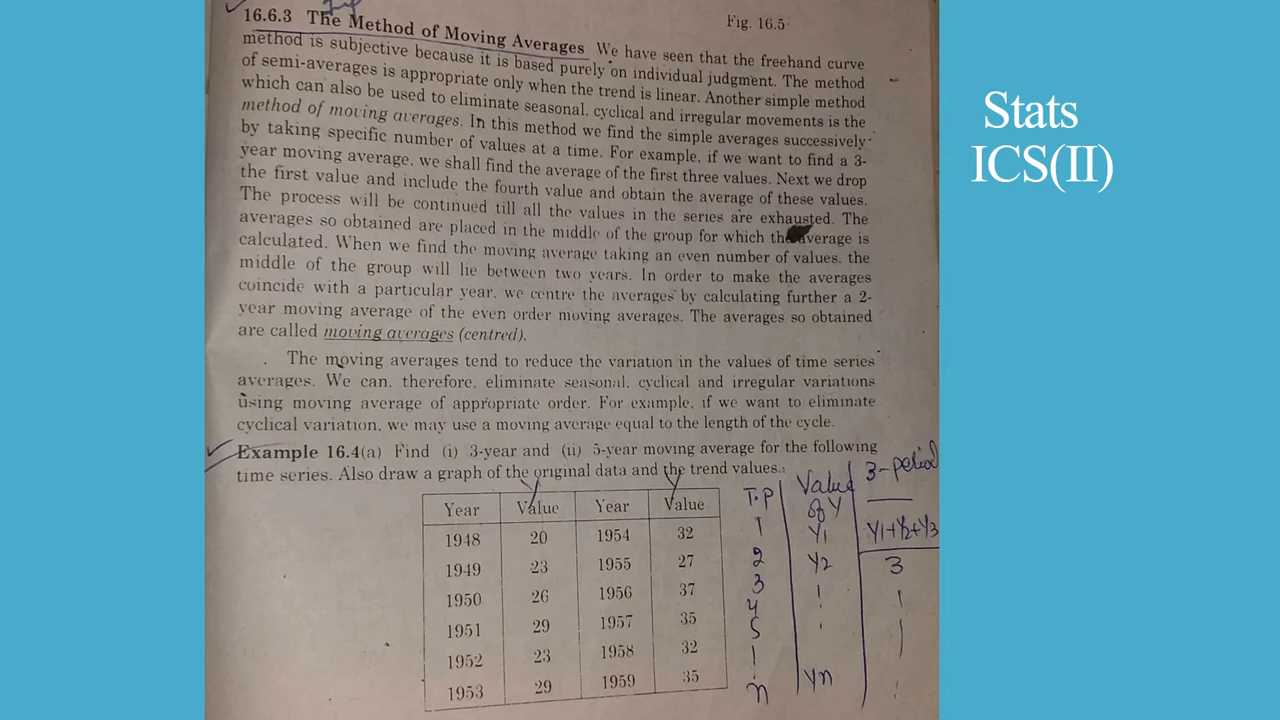 Fig. 16.5
16.6.3 The Method of Moving Averages We have seen that the freehand curve
method is subjective because it is based purely on individual judgment. The method
of semi-averages is appropriate only when the trend is linear. Another simple method
which can also be used to eliminate seasonal, cyclical and irregular movements is the
method of moving averages. In this method we find the simple averages successively
by taking specific number of values at a time. For example, if we want to find a 3-
year moving average, we shall find the average of the first three values. Next we drop
the first value and include the fourth value and obtain the average of these values.
The process will be continued till all the values in the series are exhausted. The
averages so obtained are placed in the middle of the group for which the average is
calculated. When we find the moving average taking an even number of values, the
middle of the group will lie between two years. In order to make the averages
coincide with a particular year, we centre the averages by calculating further a 2-
year moving average of the even order moving averages. The averages so obtained
are called moving averages (centred).
The moving averages tend to reduce the variation in the values of time series
averages. We can, therefore, eliminate seasonal, cyclical and irregular variations
using moving average of appropriate order. For example, if we want to eliminate
cyclical variation, we may use a moving average equal to the length of the cycle.
Example 16.4(a) Find (i) 3-year and (ii) 5-year moving average for the following
time series. Also draw a graph of the original data and the trend values.
Y Y
Year Value Year Value
1948 20 1954 32
1949 23 1955 27
1950 26 1956 37
1951 29 1957 35
1952 23 1958 32
1953 29 1959 35
T.P Value of Y 3-period
1 Y1 Y1+Y2+Y3
2 Y2 3
3
4
5
n Yn
Stats
ICS(II)